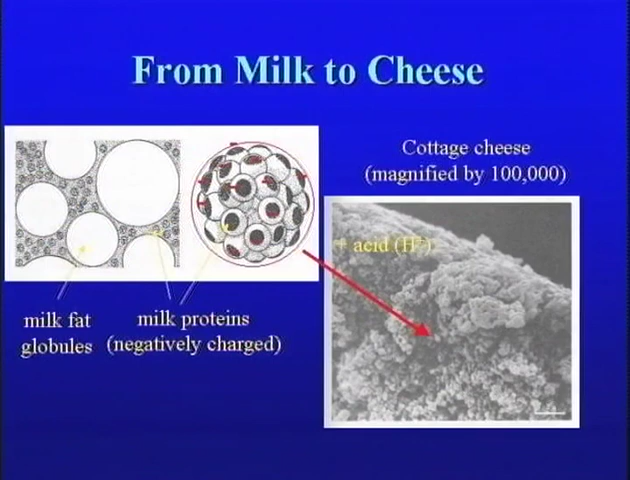 From Milk to Cheese
Cottage cheese
(magnified by 100,000)
+ acid (H+)
milk fat
globules
milk proteins
(negatively charged)